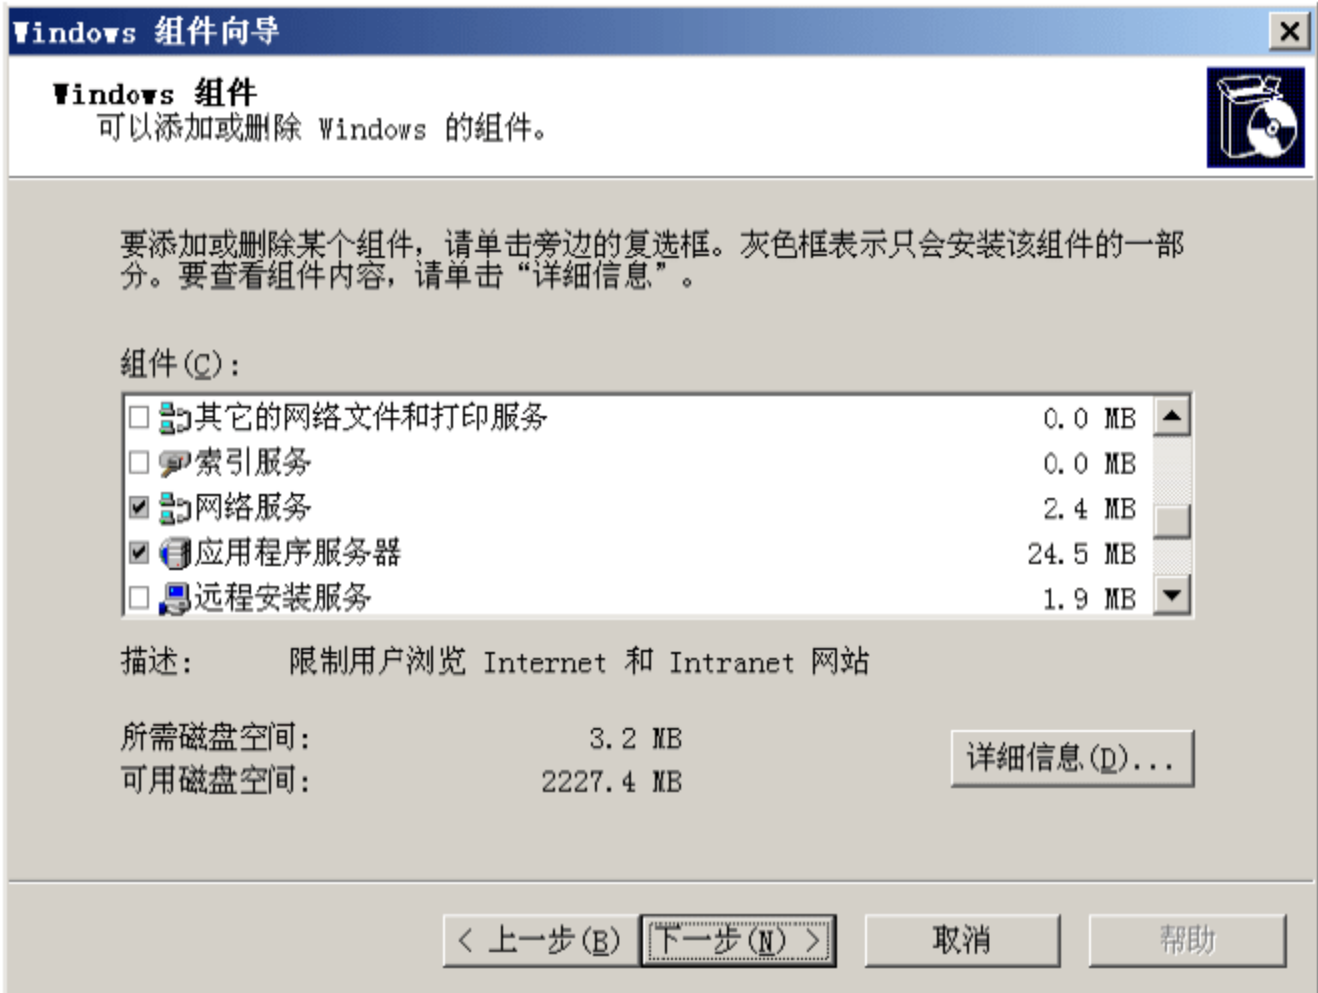 Windows 组件向导
Windows 组件
可以添加或删除 Windows 的组件。
要添加或删除某个组件，请单击旁边的复选框。灰色框表示只会安装该组件的一部
分。要查看组件内容，请单击“详细信息”。
组件(C):
其它的网络文件和打印服务 0.0 MB
索引服务 0.0 MB
网络服务 2.4 MB
应用程序服务器 24.5 MB
远程安装服务 1.9 MB
描述: 限制用户浏览 Internet 和 Intranet 网站
所需磁盘空间: 3.2 MB
可用磁盘空间: 2227.4 MB
详细信息(D)...
< 上一步(B) 下一步(N) > 取消 帮助